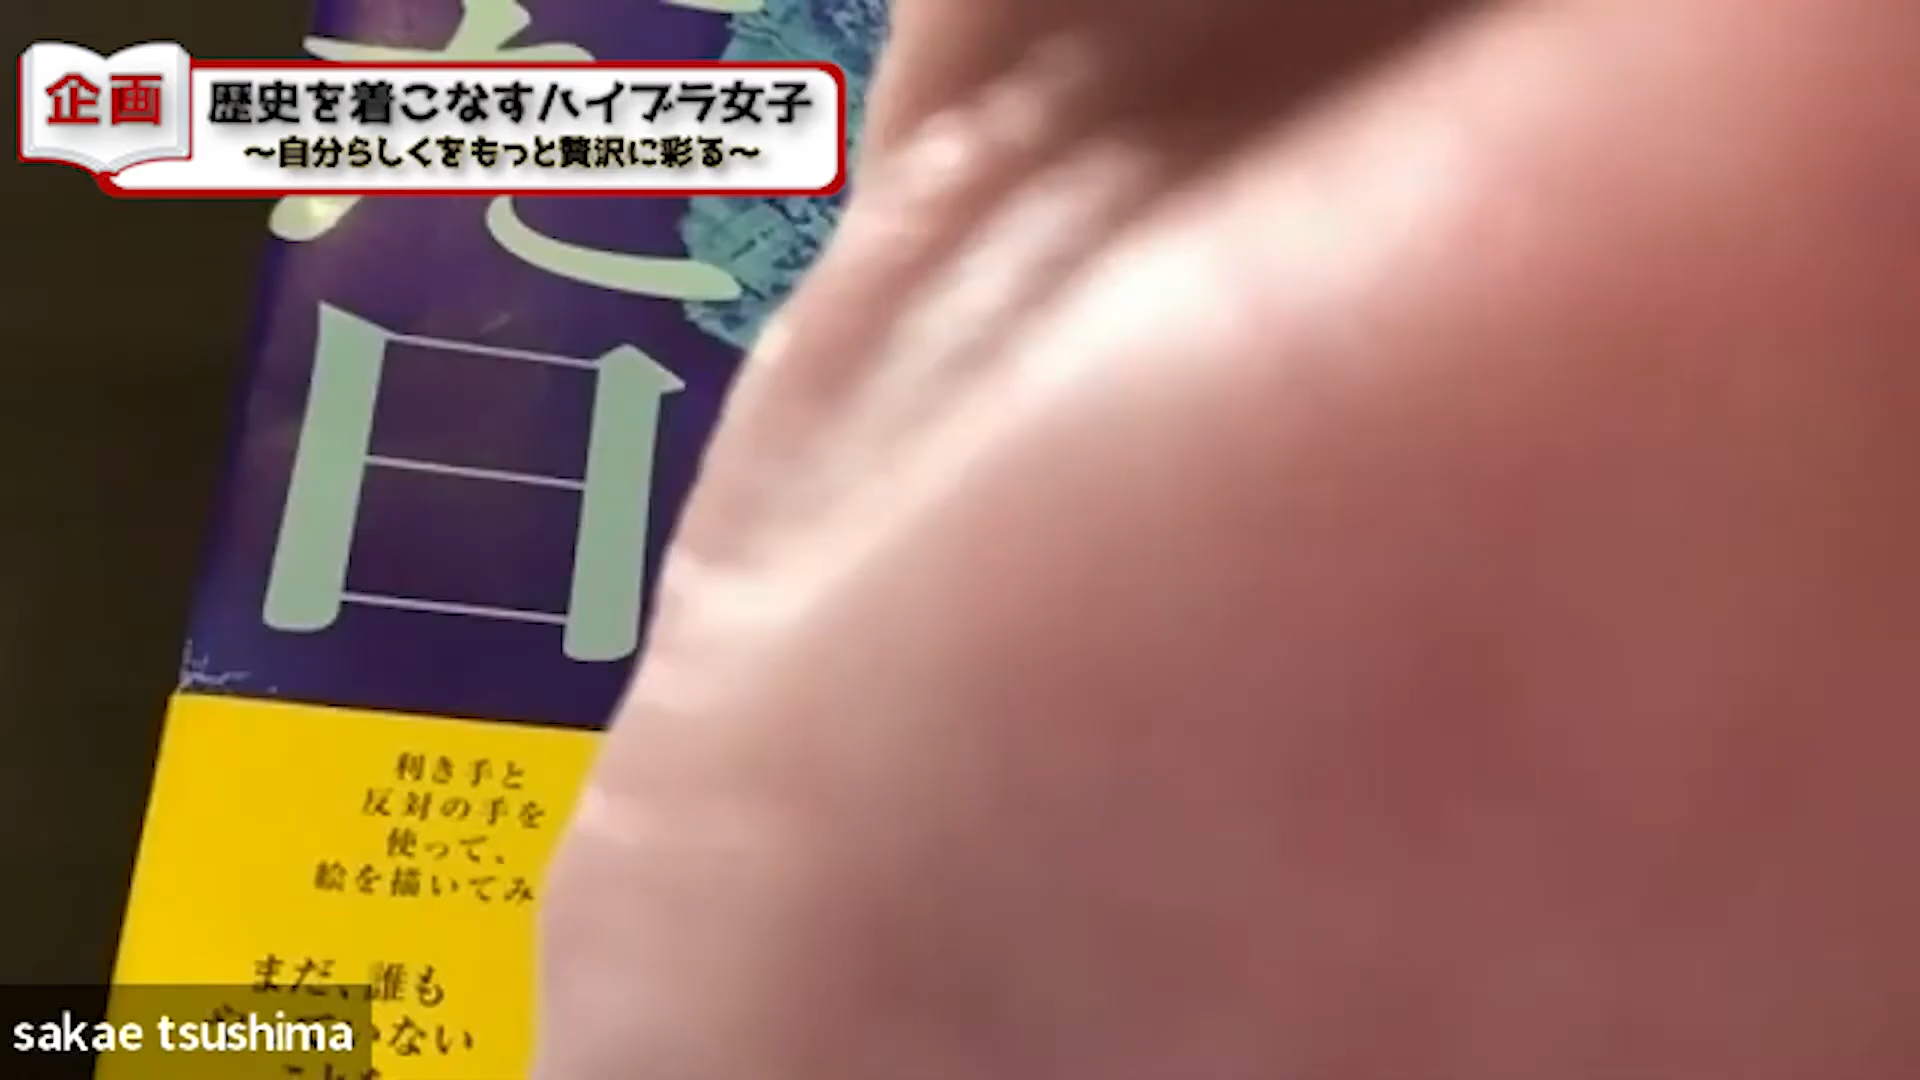 企画
歴史を着こなすハイブラ女子
～自分らしくをもっと贅沢に彩る～
日
利き手と
反対の手を
使って、
絵を描いてみ
まだ、誰も
いない
sakae tsushima